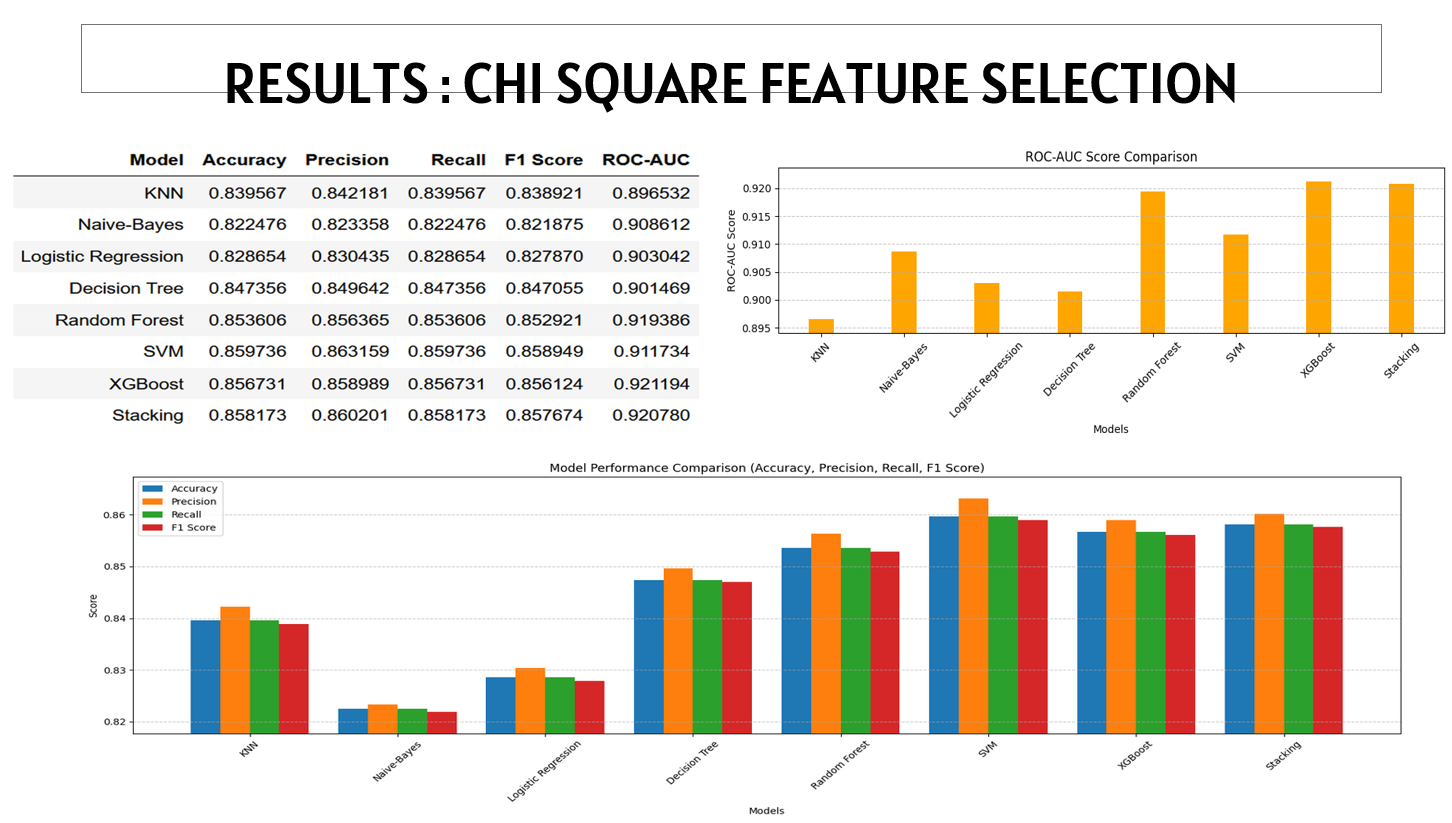 RESULTS : CHI SQUARE FEATURE SELECTION
Model Accuracy Precision Recall F1 Score ROC-AUC
KNN 0.839567 0.842181 0.839567 0.838921 0.896532
Naive-Bayes 0.822476 0.823358 0.822476 0.821875 0.908612
Logistic Regression 0.828654 0.830435 0.828654 0.827870 0.903042
Decision Tree 0.847356 0.849642 0.847356 0.847055 0.901469
Random Forest 0.853606 0.856365 0.853606 0.852921 0.919386
SVM 0.859736 0.863159 0.859736 0.858949 0.911734
XGBoost 0.856731 0.858989 0.856731 0.856124 0.921194
Stacking 0.858173 0.860201 0.858173 0.857674 0.920780
ROC-AUC Score Comparison
ROC-AUC Score
0.920
0.915
0.910
0.905
0.900
0.895
KNN Naive-Bayes Logistic Regression Decision Tree Random Forest SVM XGBoost Stacking
Models
Model Performance Comparison (Accuracy, Precision, Recall, F1 Score)
Accuracy
Precision
Recall
F1 Score
Score
0.86
0.85
0.84
0.83
0.82
KNN Naive-Bayes Logistic Regression Decision Tree Random Forest SVM XGBoost Stacking
Models